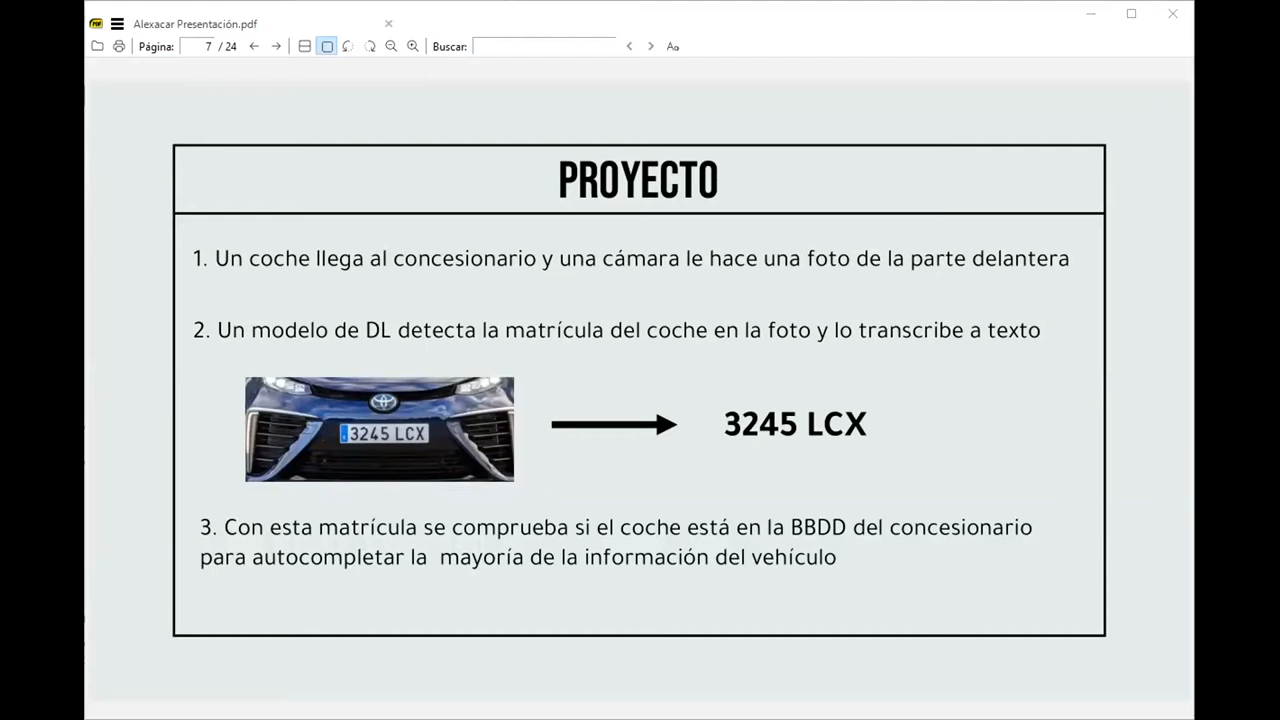 Alexacar Presentación.pdf
Página: 7 / 24 Buscar:
PROYECTO
1. Un coche llega al concesionario y una cámara le hace una foto de la parte delantera
2. Un modelo de DL detecta la matrícula del coche en la foto y lo transcribe a texto
3245 LCX
3245 LCX
3. Con esta matrícula se comprueba si el coche está en la BBDD del concesionario
para autocompletar la mayoría de la información del vehículo